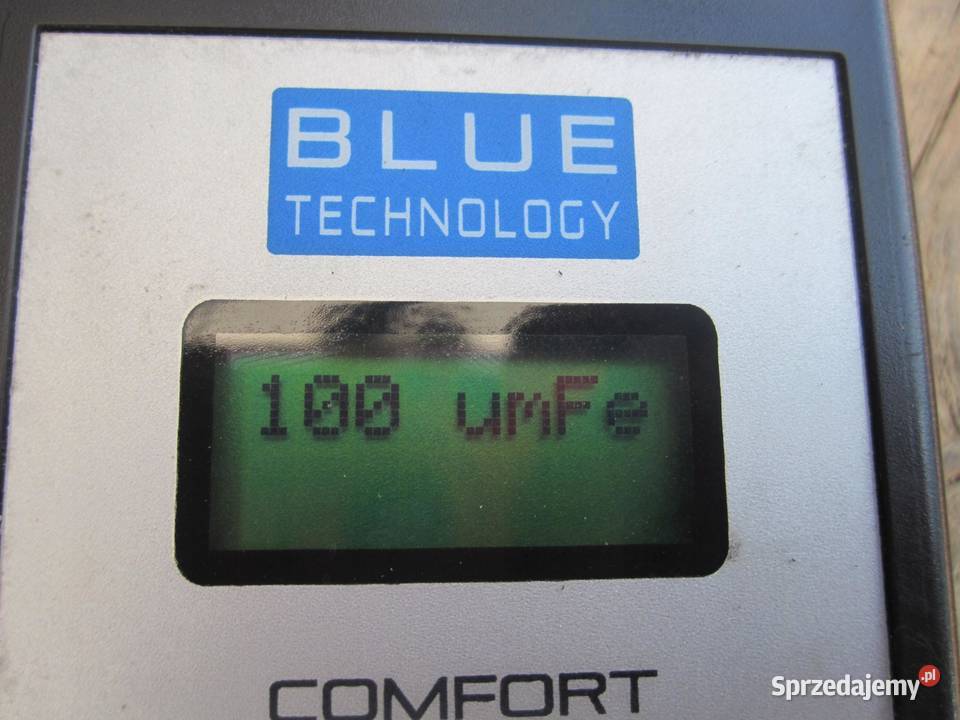 BLUE
TECHNOLOGY
100 umFe
COMFORT
Sprzedajemy.pl